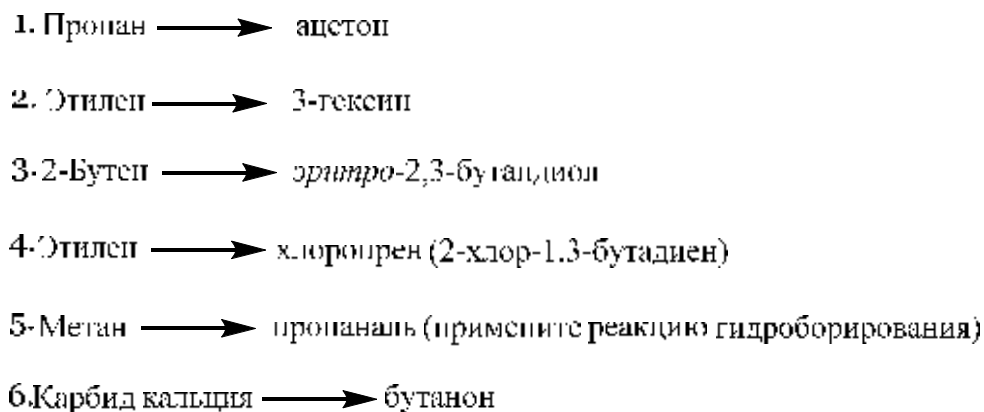 1. Пропан ацетон
2. Этилен 3-гексин
3. 2-Бутен эритро-2,3-бутандиол
4. Этилен хлоропрен (2-хлор-1.3-бутадиен)
5. Метан пропаналь (примените реакцию гидроборирования)
6. Карбид кальция бутанон